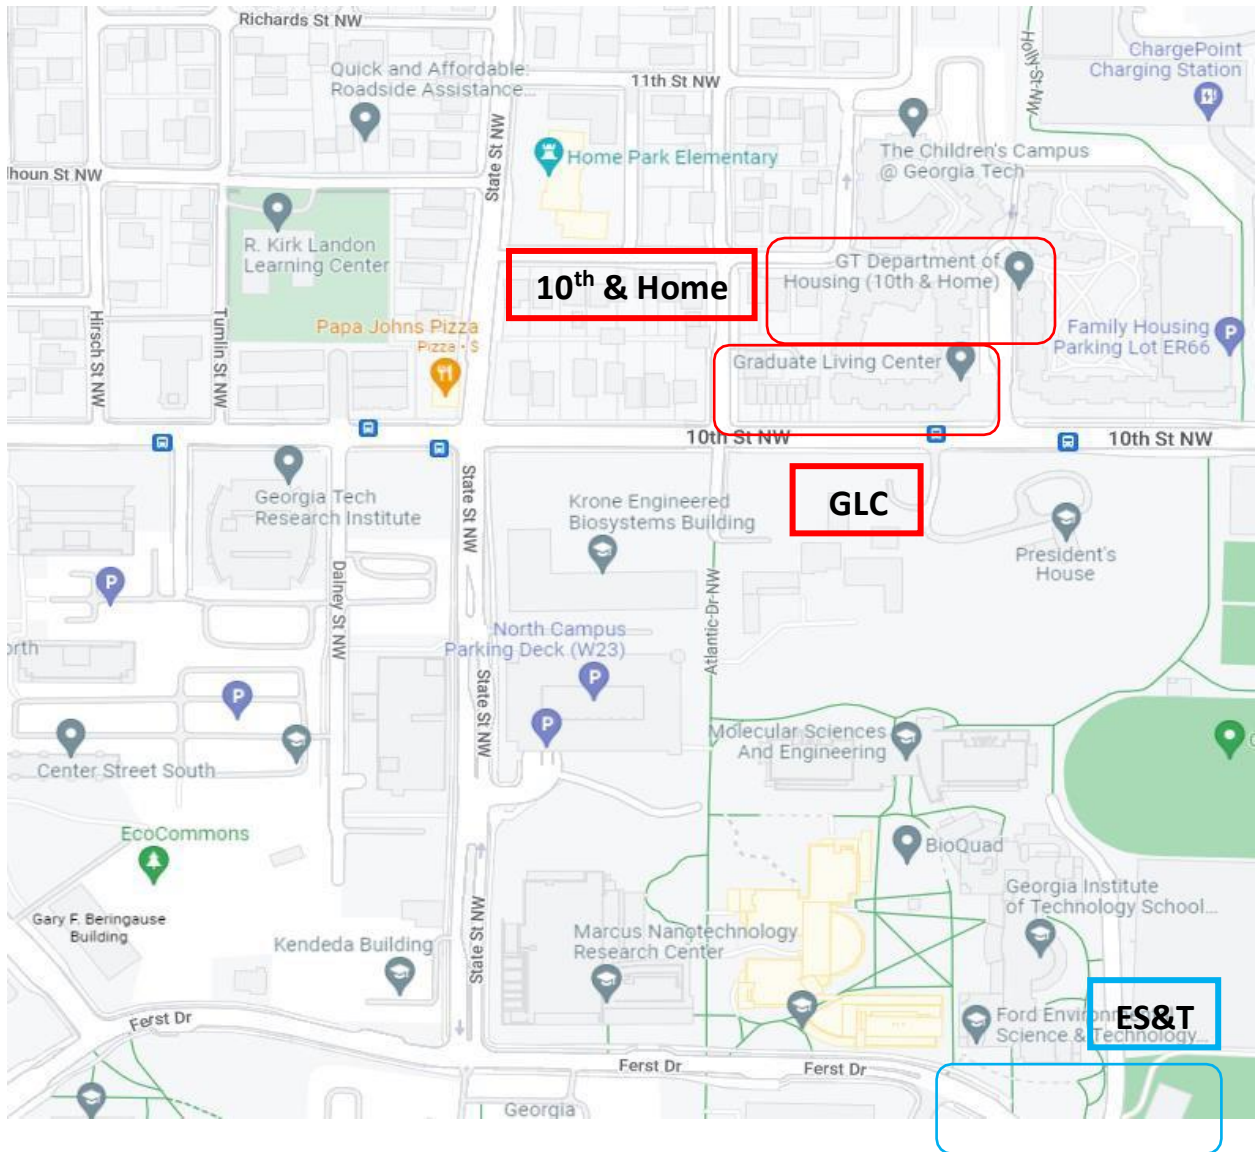 Richards St NW
Quick and Affordable:
Roadside Assistance...
11th St NW
Holly St NW
ChargePoint
Charging Station
State St NW
Home Park Elementary
The Children's Campus
@ Georgia Tech
lhoun St NW
R. Kirk Landon
Learning Center
10th & Home
GT Department of
Housing (10th & Home)
Hirsch St NW
Tumlin St NW
Papa Johns Pizza
Pizza • $
Family Housing
Parking Lot ER66
P
Graduate Living Center
10th St NW
10th St NW
Georgia Tech
Research Institute
State St NW
Krone Engineered
Biosystems Building
GLC
President's
House
P
Dalney St NW
Atlantic Dr NW
orth
North Campus
Parking Deck (W23)
P
P
State St NW
P
Center Street South
Molecular Sciences
And Engineering
EcoCommons
BioQuad
Georgia Institute
of Technology School...
Gary F. Beringause
Building
Kendeda Building
State St NW
Marcus Nanotechnology
Research Center
Ferst Dr
Ford Environ
Science & Technology...
ES&T
Ferst Dr
Ferst Dr
Georgia